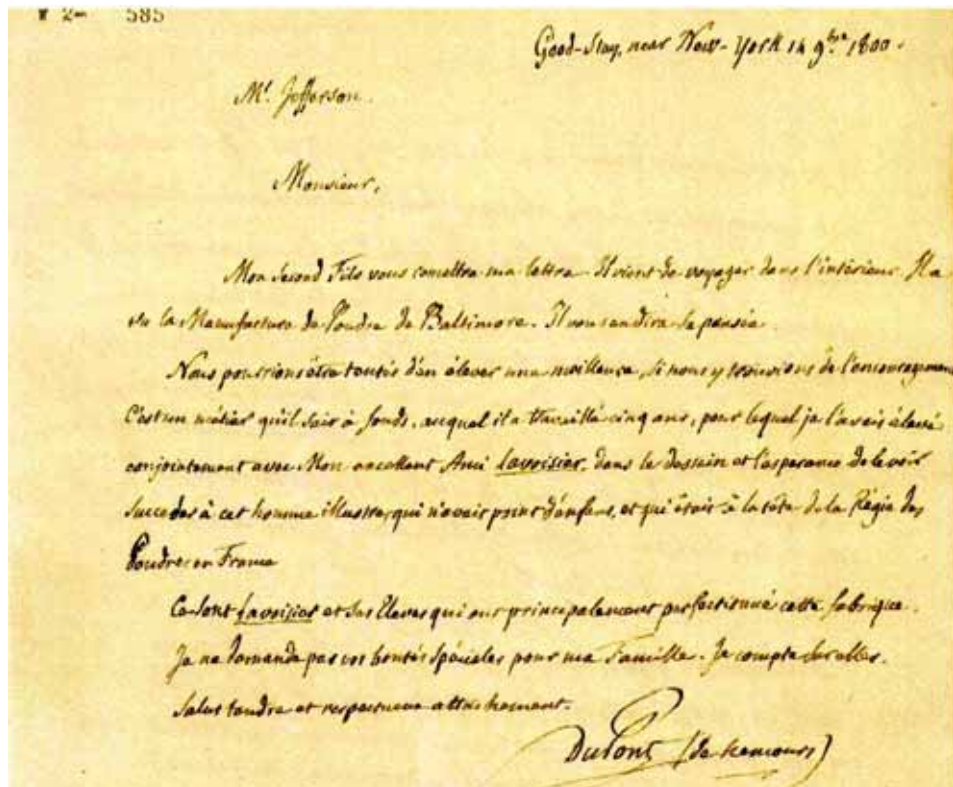 2 585
Good-Stay, near New-York 14 9bre 1800.
Mr. Jefferson.
Monsieur,
Mon Second Fils vous remettra ma lettre. Il vient de voyager dans l'intérieur. Il a
vu la Manufacture de Poudre de Baltimore. Il vous en dira sa pensée.
Nous pourrions être tentés d'en élever une meilleure, si nous y trouvions de l'encouragement
C'est un métier qu'il sait à fonds, auquel il a travaillé cinq ans, pour lequel je l'avais élevé
conjointement avec Mon excellent Ami Lavoisier, dans le dessein et l'esperance de le voir
succeder à cet homme illustre, qui n'avait point d'enfans, et qui était à la tête de la Régie des
Poudres en France
Ce sont Lavoisier et ses Eleves qui ont principalement perfectionné cette fabrique.
Je ne demande pas vos bontés spéciales pour ma Famille. Je compte sur elles.
Salut tendre et respectueux attachement.
DuPont (de Nemours)